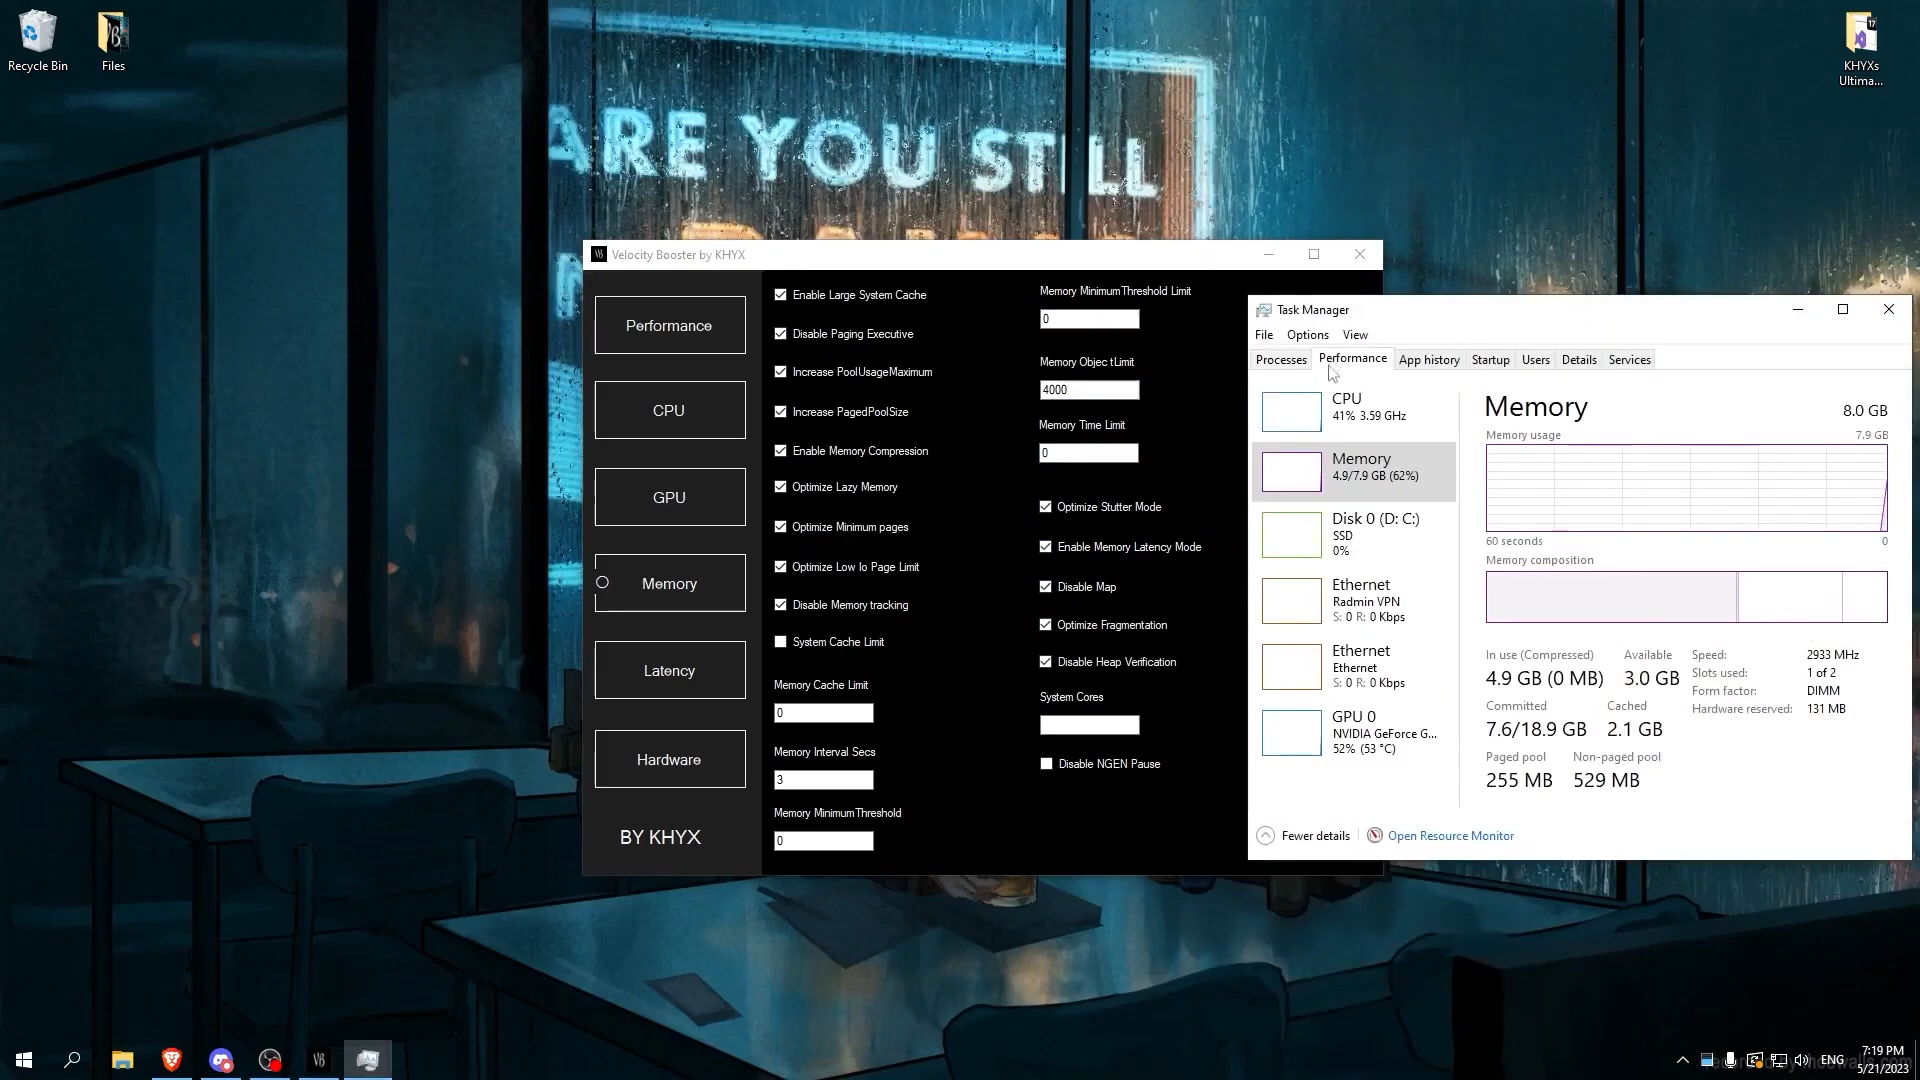 Recycle Bin
Files
KHYXs
Ultima...
ARE YOU STILL
Velocity Booster by KHYX
Performance
CPU
GPU
Memory
Latency
Hardware
BY KHYX
Enable Large System Cache
Disable Paging Executive
Increase PoolUsageMaximum
Increase PagedPoolSize
Enable Memory Compression
Optimize Lazy Memory
Optimize Minimum pages
Optimize Low Io Page Limit
Disable Memory tracking
System Cache Limit
Memory Cache Limit
0
Memory Interval Secs
3
Memory MinimumThreshold
0
Memory MinimumThreshold Limit
0
Memory Objec tLimit
4000
Memory Time Limit
0
Optimize Stutter Mode
Enable Memory Latency Mode
Disable Map
Optimize Fragmentation
Disable Heap Verification
System Cores
Disable NGEN Pause
Task Manager
File Options View
Processes Performance App history Startup Users Details Services
CPU
41% 3.59 GHz
Memory
4.9/7.9 GB (62%)
Disk 0 (D: C:)
SSD
0%
Ethernet
Radmin VPN
S: 0 R: 0 Kbps
Ethernet
Ethernet
S: 0 R: 0 Kbps
GPU 0
NVIDIA GeForce G...
52% (53 °C)
Memory 8.0 GB
Memory usage 7.9 GB
60 seconds 0
Memory composition
In use (Compressed) Available
4.9 GB (0 MB) 3.0 GB
Committed Cached
7.6/18.9 GB 2.1 GB
Paged pool Non-paged pool
255 MB 529 MB
Speed: 2933 MHz
Slots used: 1 of 2
Form factor: DIMM
Hardware reserved: 131 MB
Fewer details Open Resource Monitor
ENG
7:19 PM
5/21/2023